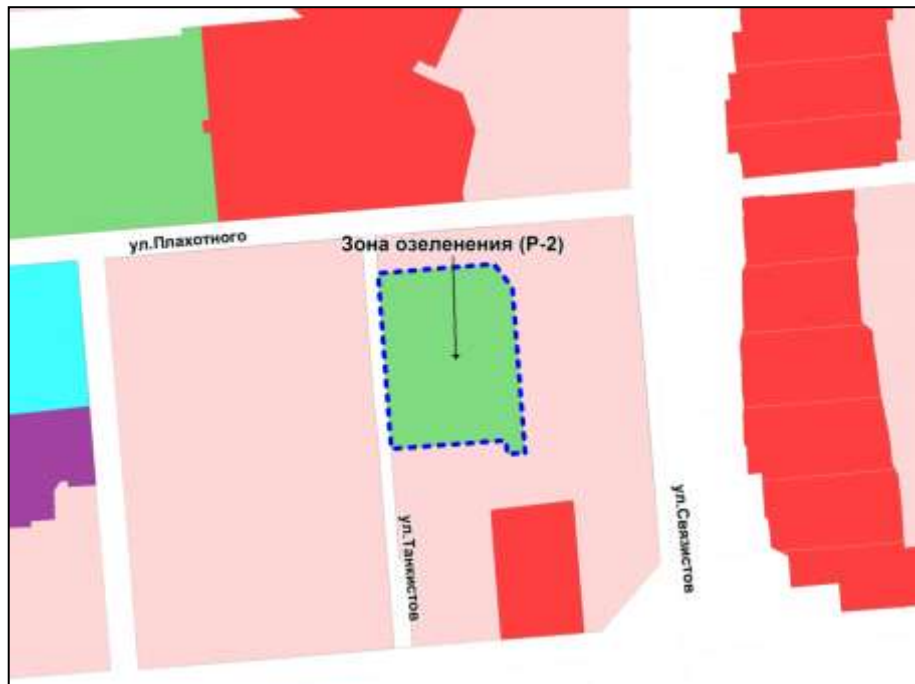 ул.Плахотного
Зона озеленения (Р-2)
ул.Танкистов
ул.Связистов